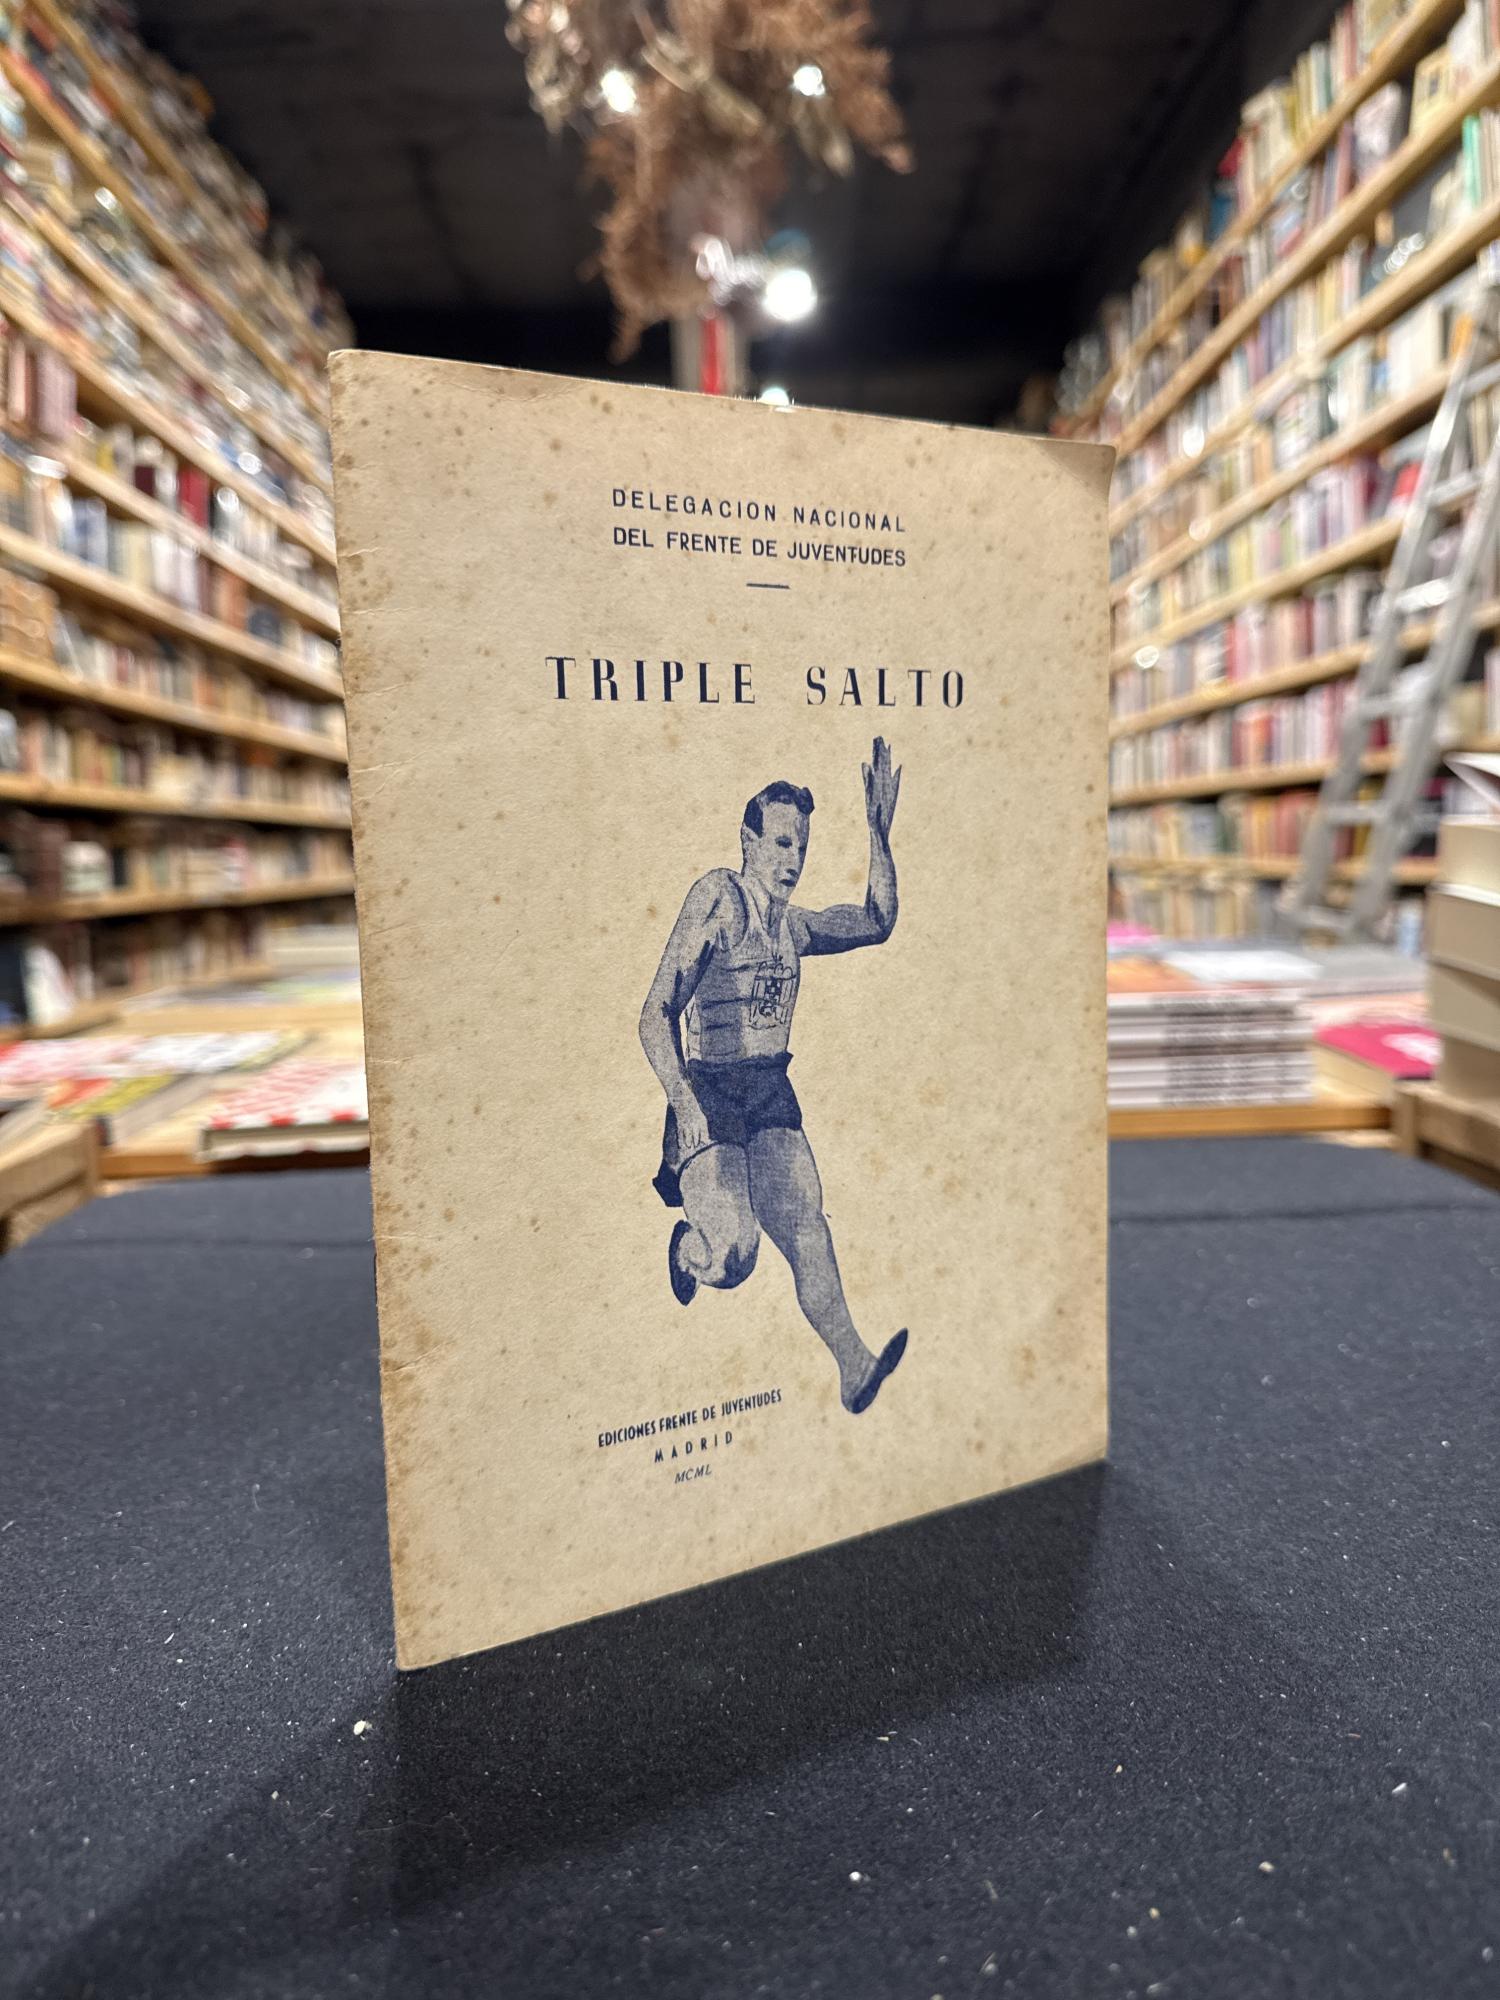 DELEGACION NACIONAL
DEL FRENTE DE JUVENTUDES
TRIPLE SALTO
EDICIONES FRENTE DE JUVENTUDES
MADRID
MCML